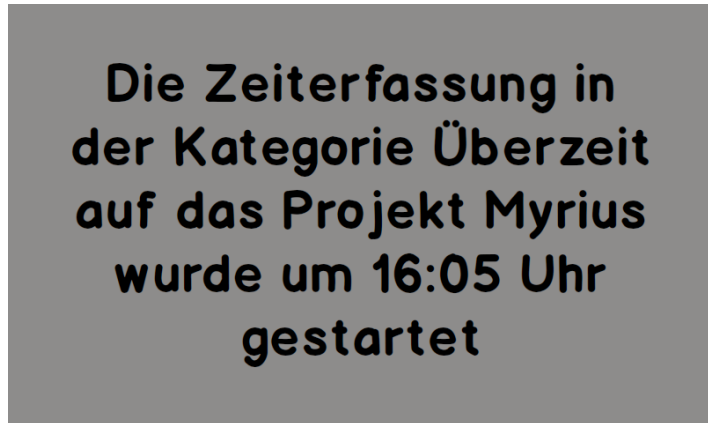 Die Zeiterfassung in
der Kategorie Überzeit
auf das Projekt Myrius
wurde um 16:05 Uhr
gestartet